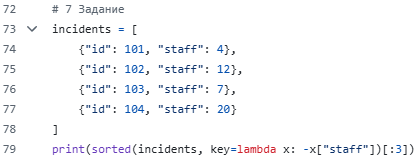 72 # 7 Задание
73 incidents = [
74 {"id": 101, "staff": 4},
75 {"id": 102, "staff": 12},
76 {"id": 103, "staff": 7},
77 {"id": 104, "staff": 20}
78 ]
79 print(sorted(incidents, key=lambda x: -x["staff"])[:3])